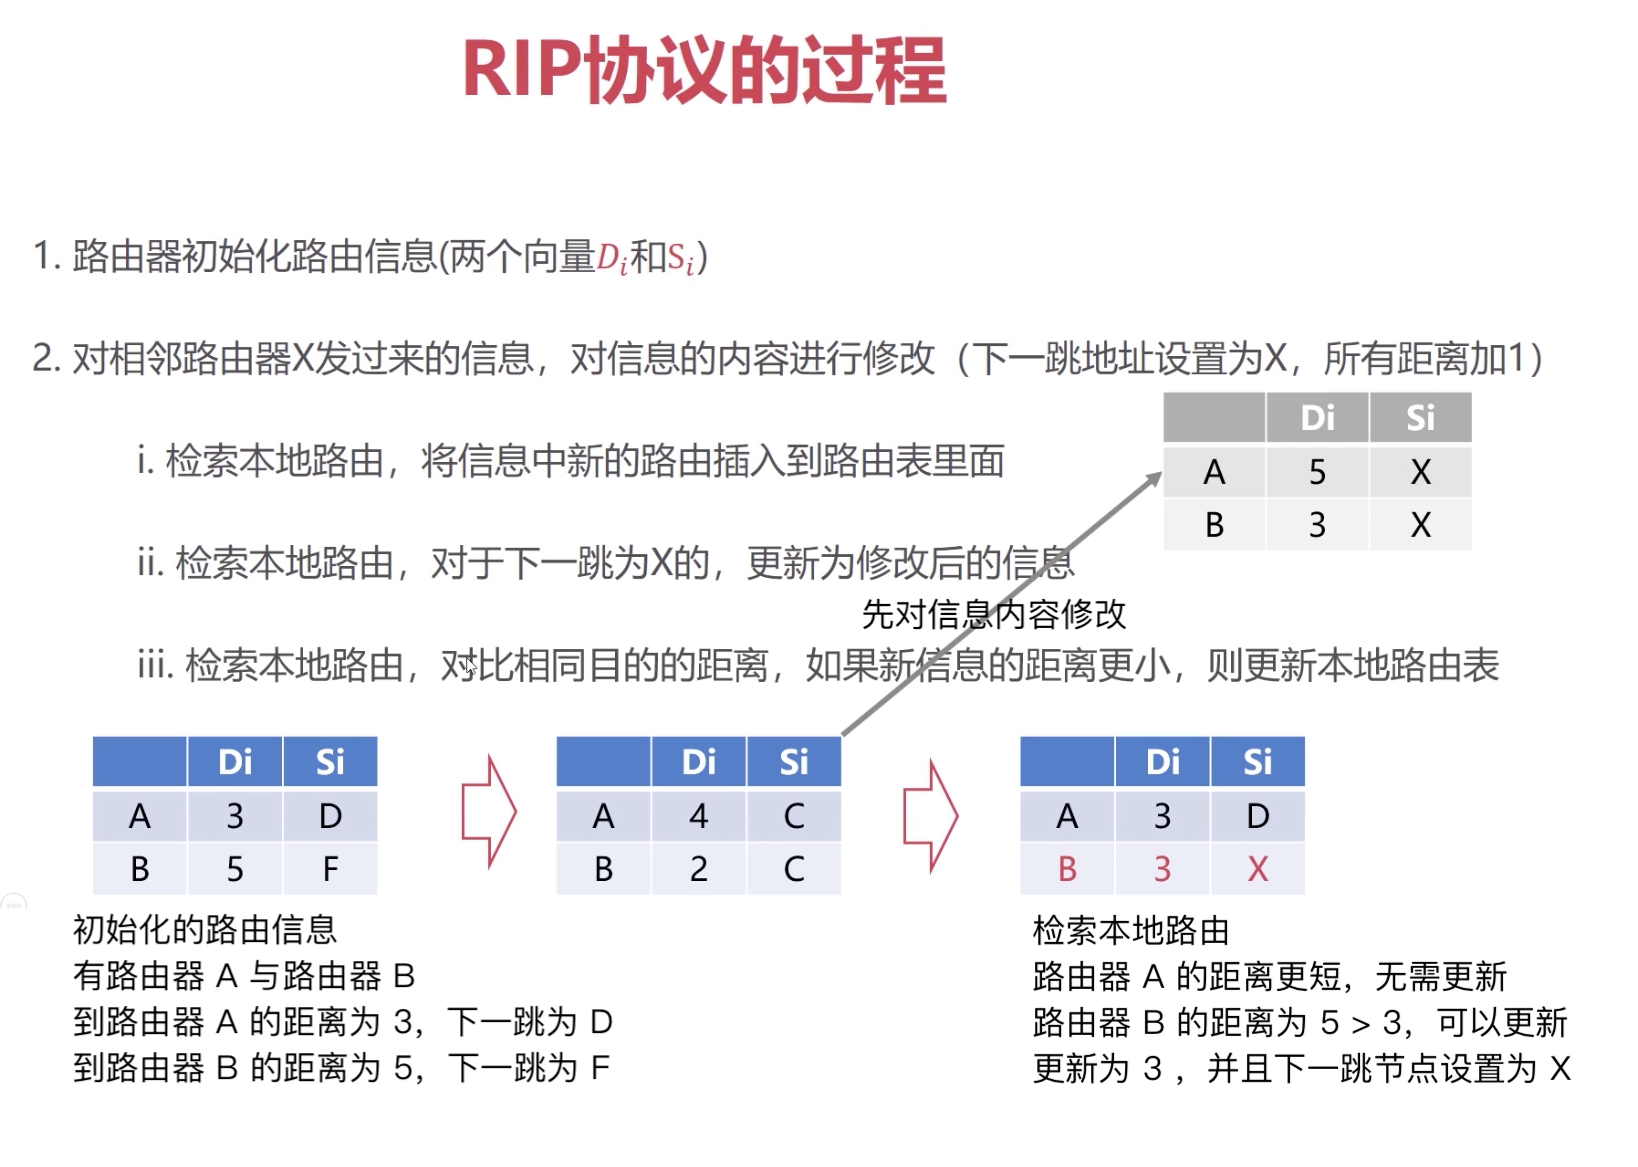 RIP协议的过程
1. 路由器初始化路由信息(两个向量Di和Si)
2. 对相邻路由器X发过来的信息，对信息的内容进行修改（下一跳地址设置为X，所有距离加1）
Di Si
A 5 X
B 3 X
i. 检索本地路由，将信息中新的路由插入到路由表里面
ii. 检索本地路由，对于下一跳为X的，更新为修改后的信息
先对信息内容修改
iii. 检索本地路由，对比相同目的的距离，如果新信息的距离更小，则更新本地路由表
Di Si
A 3 D
B 5 F
Di Si
A 4 C
B 2 C
Di Si
A 3 D
B 3 X
初始化的路由信息
有路由器 A 与路由器 B
到路由器 A 的距离为 3，下一跳为 D
到路由器 B 的距离为 5，下一跳为 F
检索本地路由
路由器 A 的距离更短，无需更新
路由器 B 的距离为 5 > 3，可以更新
更新为 3 ，并且下一跳节点设置为 X